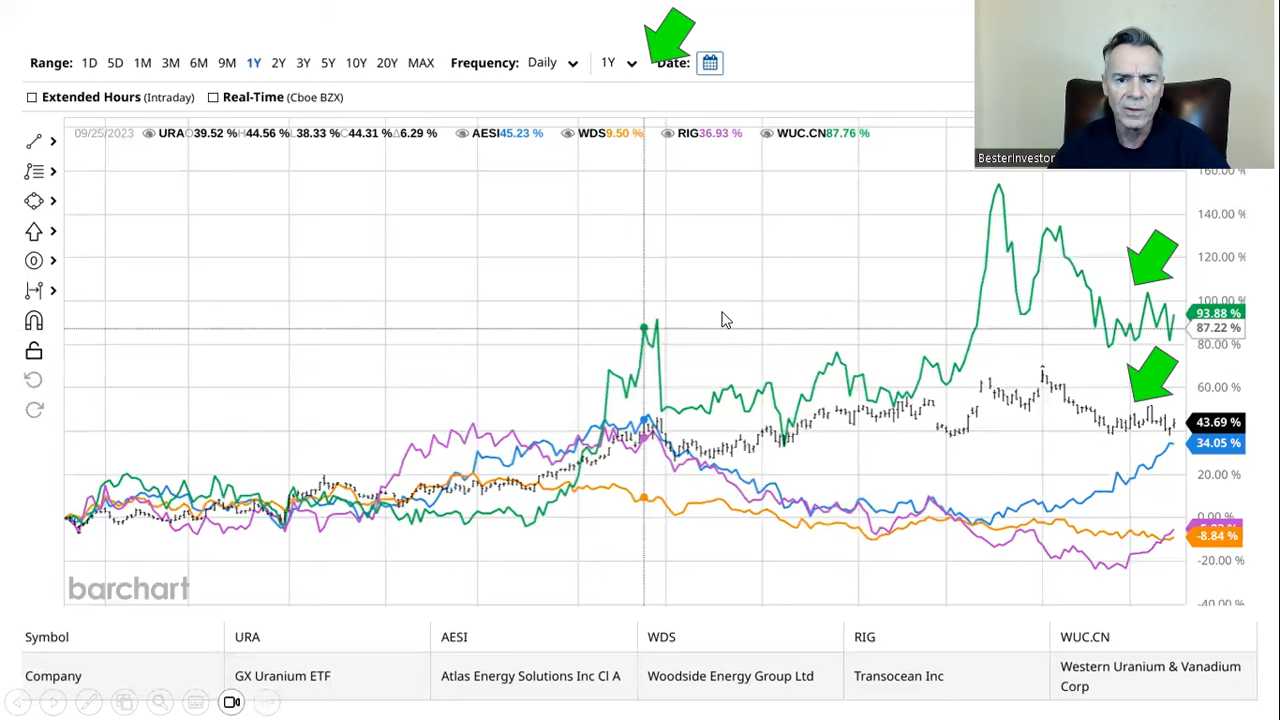 Range: 1D 5D 1M 3M 6M 9M 1Y 2Y 3Y 5Y 10Y 20Y MAX Frequency: Daily 1Y Date:
Extended Hours (Intraday) Real-Time (Cboe BZX)
09/25/2023 URA O39.52 % H44.56 % L38.33 % C44.31 % △6.29 % AESI 45.23 % WDS 9.50 % RIG 36.93 % WUC.CN 87.76 %
BesterInvestor
160.00 %
140.00 %
120.00 %
100.00 %
93.88 %
87.22 %
80.00 %
60.00 %
43.69 %
34.05 %
20.00 %
0.00 %
-8.84 %
-20.00 %
-40.00 %
barchart
Symbol URA AESI WDS RIG WUC.CN
Company GX Uranium ETF Atlas Energy Solutions Inc Cl A Woodside Energy Group Ltd Transocean Inc Western Uranium & Vanadium
Corp